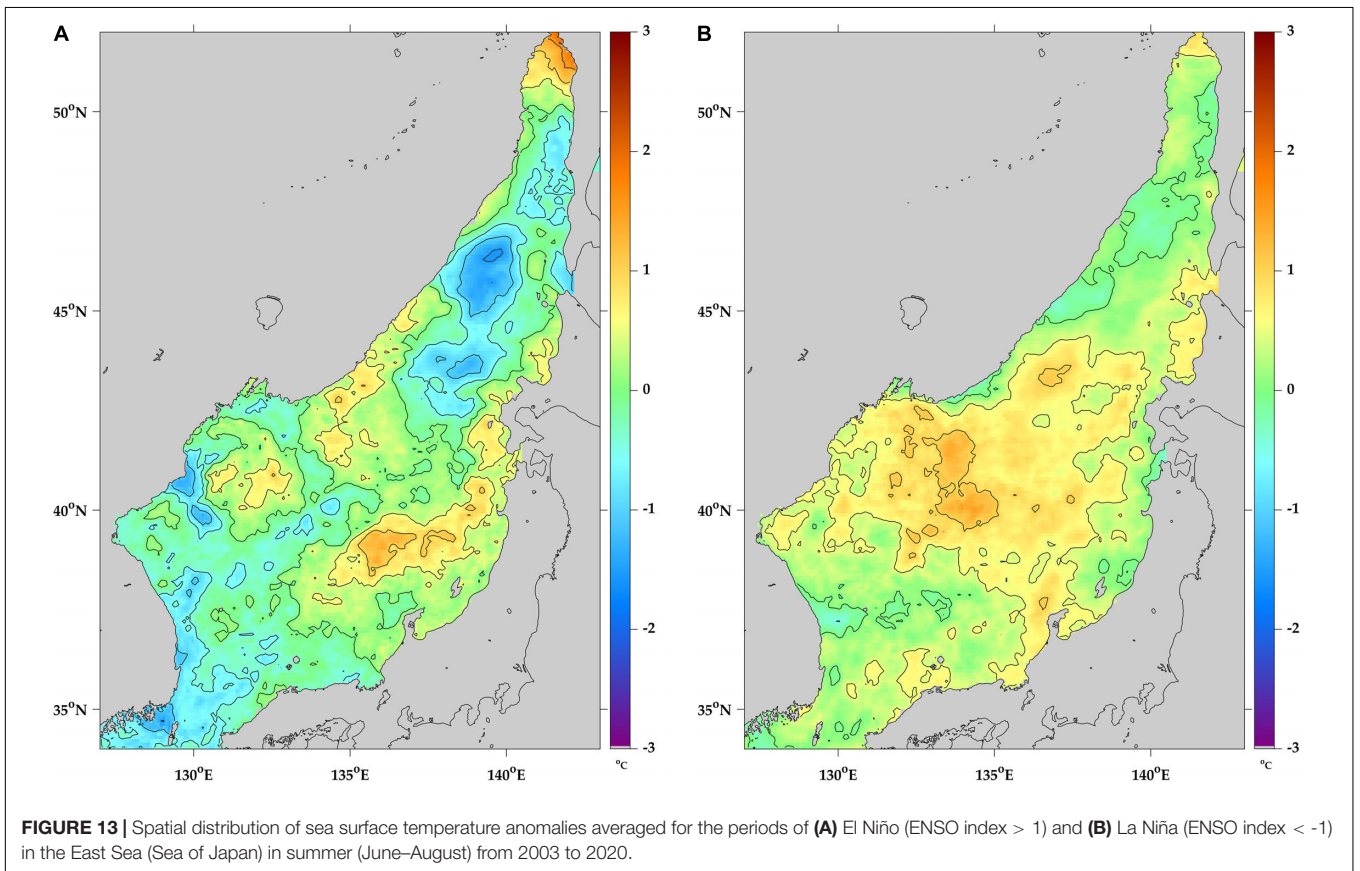 A
B
50°N
45°N
40°N
35°N
130°E
135°E
140°E
3
2
1
0
-1
-2
-3
°C
50°N
45°N
40°N
35°N
130°E
135°E
140°E
3
2
1
0
-1
-2
-3
°C
FIGURE 13 | Spatial distribution of sea surface temperature anomalies averaged for the periods of (A) El Niño (ENSO index > 1) and (B) La Niña (ENSO index < -1)
in the East Sea (Sea of Japan) in summer (June–August) from 2003 to 2020.